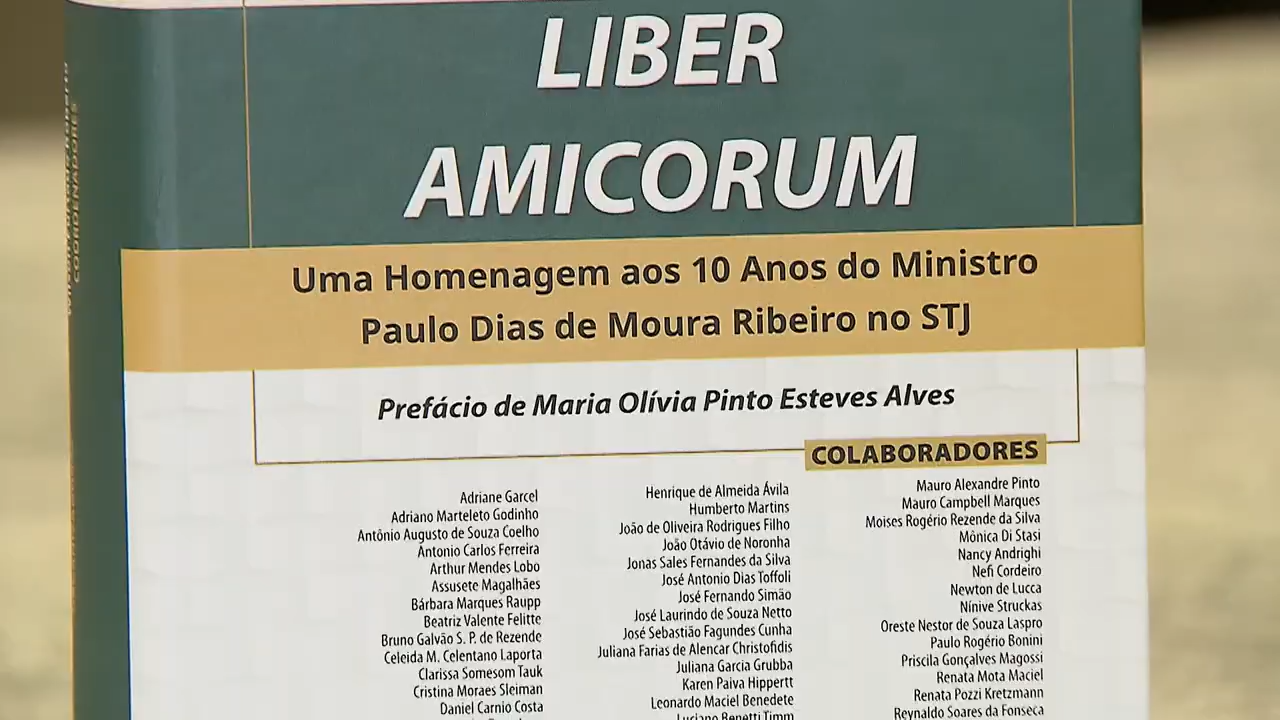 LIBER
AMICORUM
Uma Homenagem aos 10 Anos do Ministro
Paulo Dias de Moura Ribeiro no STJ
Prefácio de Maria Olívia Pinto Esteves Alves
COLABORADORES
Adriane Garcel
Adriano Marteleto Godinho
Antônio Augusto de Souza Coelho
Antonio Carlos Ferreira
Arthur Mendes Lobo
Assusete Magalhães
Bárbara Marques Raupp
Beatriz Valente Felitte
Bruno Galvão S. P. de Rezende
Celeida M. Celentano Laporta
Clarissa Somesom Tauk
Cristina Moraes Sleiman
Daniel Carnio Costa
Henrique de Almeida Ávila
Humberto Martins
João de Oliveira Rodrigues Filho
João Otávio de Noronha
Jonas Sales Fernandes da Silva
José Antonio Dias Toffoli
José Fernando Simão
José Laurindo de Souza Netto
José Sebastião Fagundes Cunha
Juliana Farias de Alencar Christofidis
Juliana Garcia Grubba
Karen Paiva Hippertt
Leonardo Maciel Benedete
Luciano Benetti Timm
Mauro Alexandre Pinto
Mauro Campbell Marques
Moises Rogério Rezende da Silva
Mônica Di Stasi
Nancy Andrighi
Nefi Cordeiro
Newton de Lucca
Nínive Struckas
Oreste Nestor de Souza Laspro
Paulo Rogério Bonini
Priscila Gonçalves Magossi
Renata Mota Maciel
Renata Pozzi Kretzmann
Reynaldo Soares da Fonseca
COORDENADORES